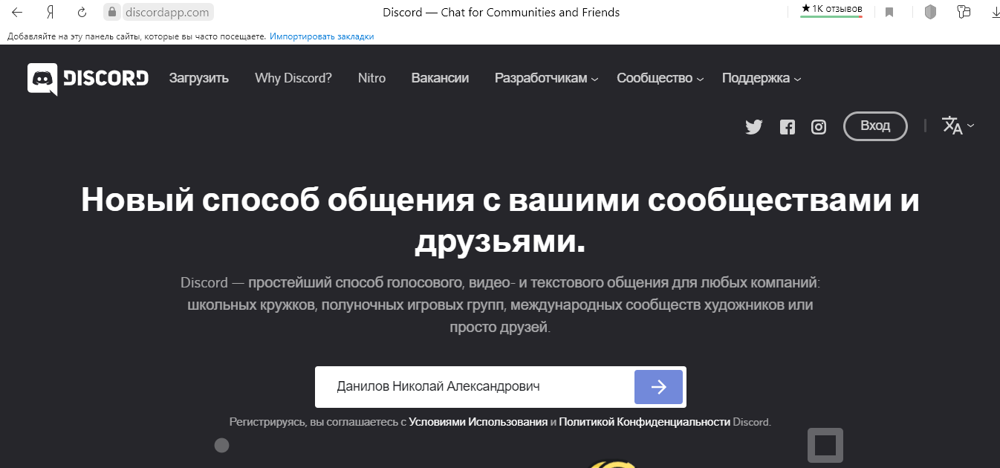 Я discordapp.com Discord — Chat for Communities and Friends ★ 1K отзывов
Добавляйте на эту панель сайты, которые вы часто посещаете. Импортировать закладки
DISCORD Загрузить Why Discord? Nitro Вакансии Разработчикам Сообщество Поддержка
Вход
Новый способ общения с вашими сообществами и
друзьями.
Discord — простейший способ голосового, видео- и текстового общения для любых компаний:
школьных кружков, полуночных игровых групп, международных сообществ художников или
просто друзей.
Данилов Николай Александрович
Регистрируясь, вы соглашаетесь с Условиями Использования и Политикой Конфиденциальности Discord.